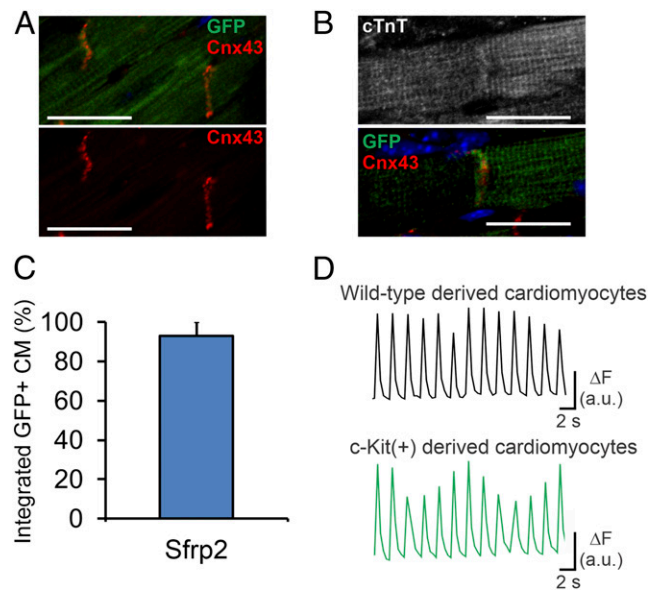 A
GFP
Cnx43
Cnx43
B
cTnT
GFP
Cnx43
C
Integrated GFP+ CM (%)
100
80
60
40
20
0
Sfrp2
D
Wild-type derived cardiomyocytes
ΔF
(a.u.)
2 s
c-Kit(+) derived cardiomyocytes
ΔF
(a.u.)
2 s